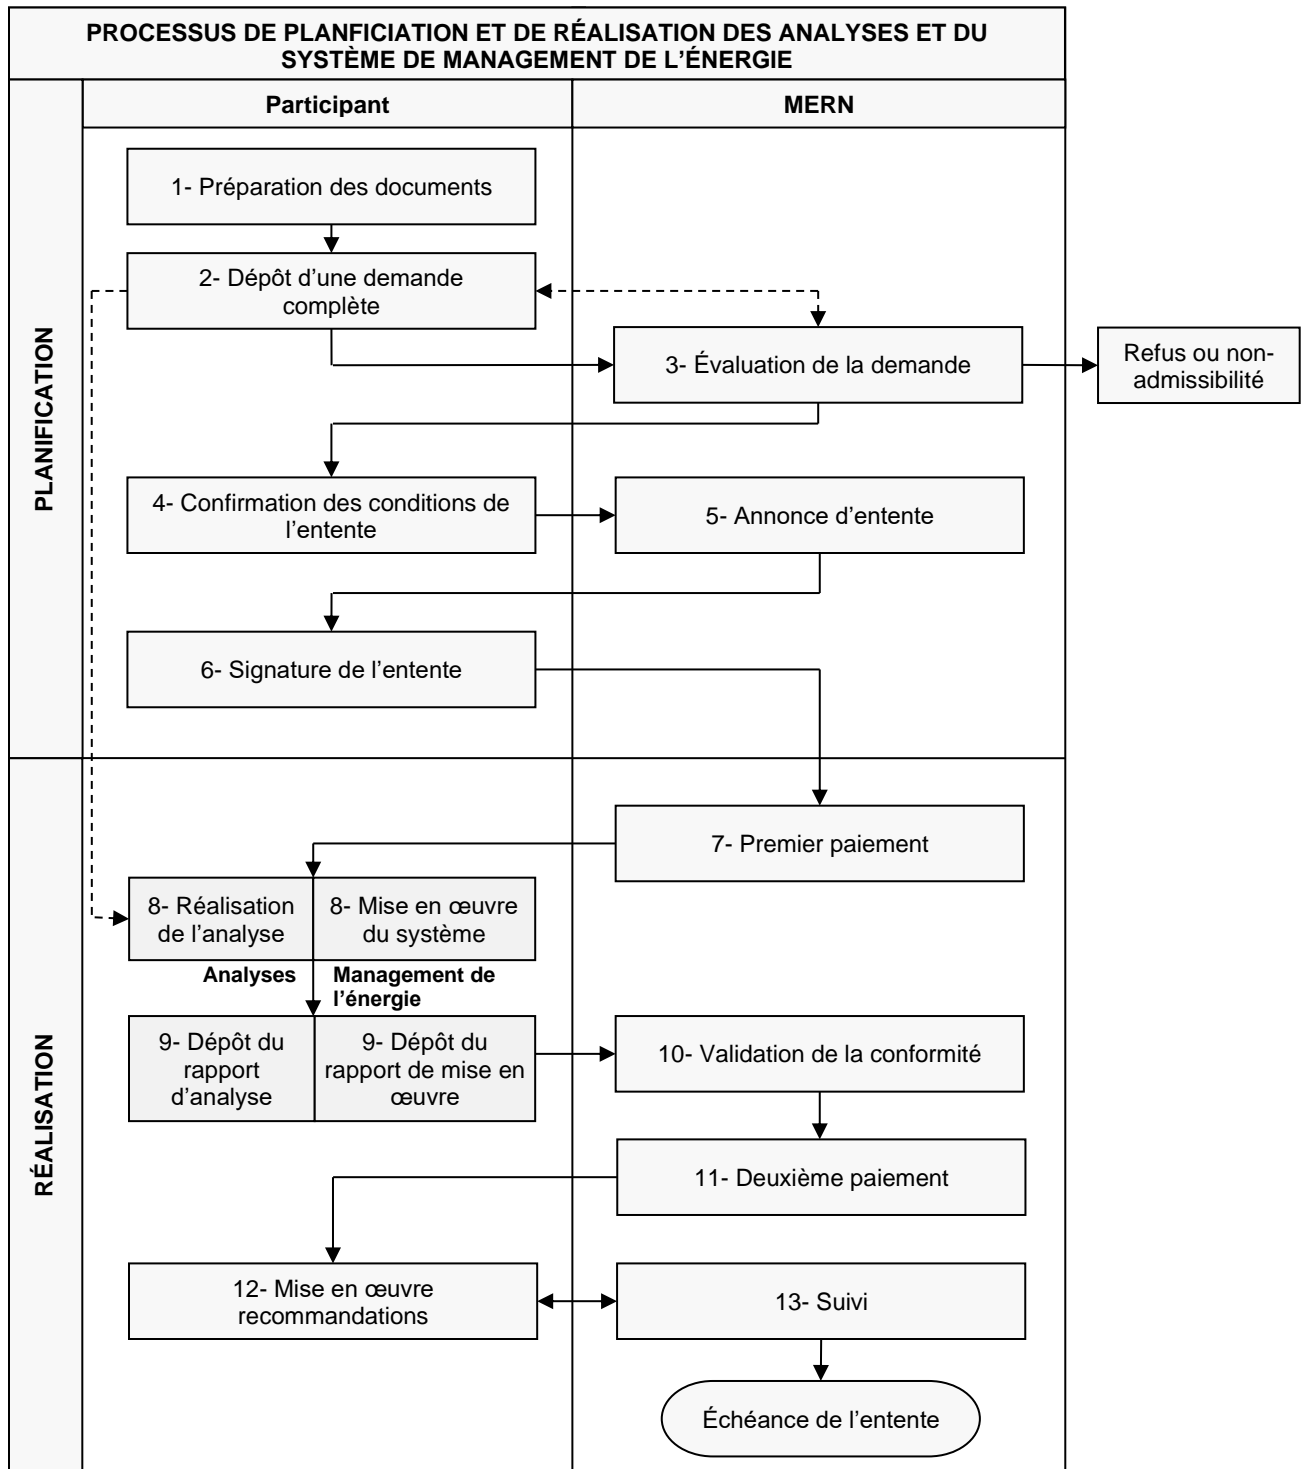 PROCESSUS DE PLANFICIATION ET DE RÉALISATION DES ANALYSES ET DU
SYSTÈME DE MANAGEMENT DE L’ÉNERGIE
Participant
MERN
PLANIFICATION
1- Préparation des documents
2- Dépôt d’une demande
complète
3- Évaluation de la demande
Refus ou non-
admissibilité
4- Confirmation des conditions de
l’entente
5- Annonce d’entente
6- Signature de l’entente
RÉALISATION
7- Premier paiement
8- Réalisation
de l’analyse
8- Mise en œuvre
du système
Analyses
Management de
l’énergie
9- Dépôt du
rapport
d’analyse
9- Dépôt du
rapport de mise en
œuvre
10- Validation de la conformité
11- Deuxième paiement
12- Mise en œuvre
recommandations
13- Suivi
Échéance de l’entente